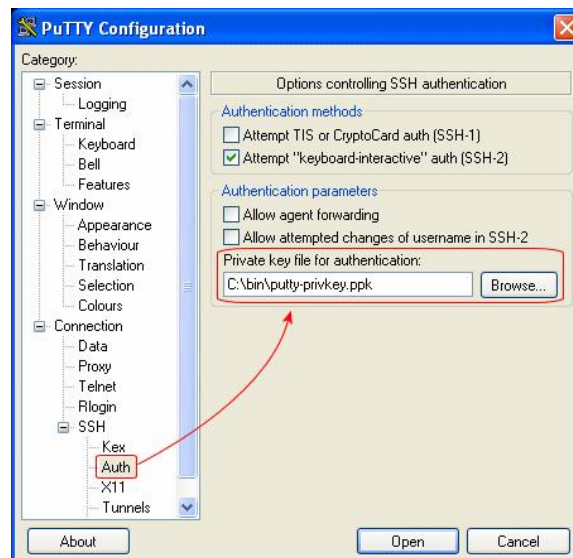 PuTTY Configuration
Category:
Session
Logging
Terminal
Keyboard
Bell
Features
Window
Appearance
Behaviour
Translation
Selection
Colours
Connection
Data
Proxy
Telnet
Rlogin
SSH
Kex
Auth
X11
Tunnels
Options controlling SSH authentication
Authentication methods
Attempt TIS or CryptoCard auth (SSH-1)
Attempt "keyboard-interactive" auth (SSH-2)
Authentication parameters
Allow agent forwarding
Allow attempted changes of username in SSH-2
Private key file for authentication:
C:\bin\putty-privkey.ppk
Browse...
About
Open
Cancel